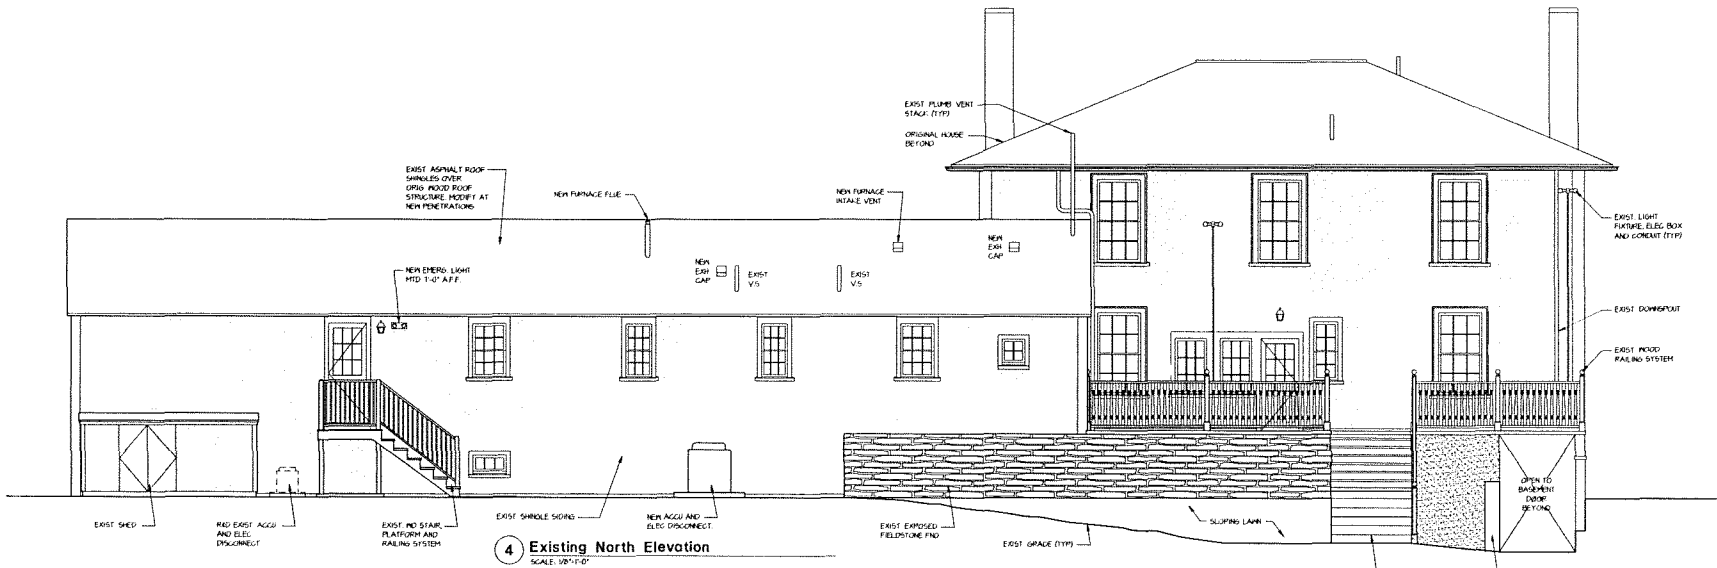 EXIST PLUMB VENT
STACK (TYP)
ORIGINAL HOUSE
BEYOND
EXIST ASPHALT ROOF
SHINGLES OVER
ORIG WOOD ROOF
STRUCTURE. MODIFY AT
NEW PENETRATIONS
NEW FURNACE FLUE
NEW FURNACE
INTAKE VENT
EXIST. LIGHT
FIXTURE, ELEC BOX
AND CONDUIT (TYP)
NEW
EXH
CAP
NEW
EXH
CAP
EXIST
V.S
EXIST
V.S
NEW EMERG. LIGHT
MTD 7'-0" A.F.F.
EXIST DOWNSPOUT
EXIST WOOD
RAILING SYSTEM
OPEN TO
BASEMENT
DOOR
BEYOND
EXIST SHED
R&D EXIST ACCU
AND ELEC
DISCONNECT
EXIST. WD STAIR,
PLATFORM AND
RAILING SYSTEM
EXIST SHINGLE SIDING
NEW ACCU AND
ELEC DISCONNECT.
EXIST EXPOSED
FIELDSTONE FND
SLOPING LAWN
EXIST GRADE (TYP)
4 Existing North Elevation
SCALE: 1/8"=1'-0"